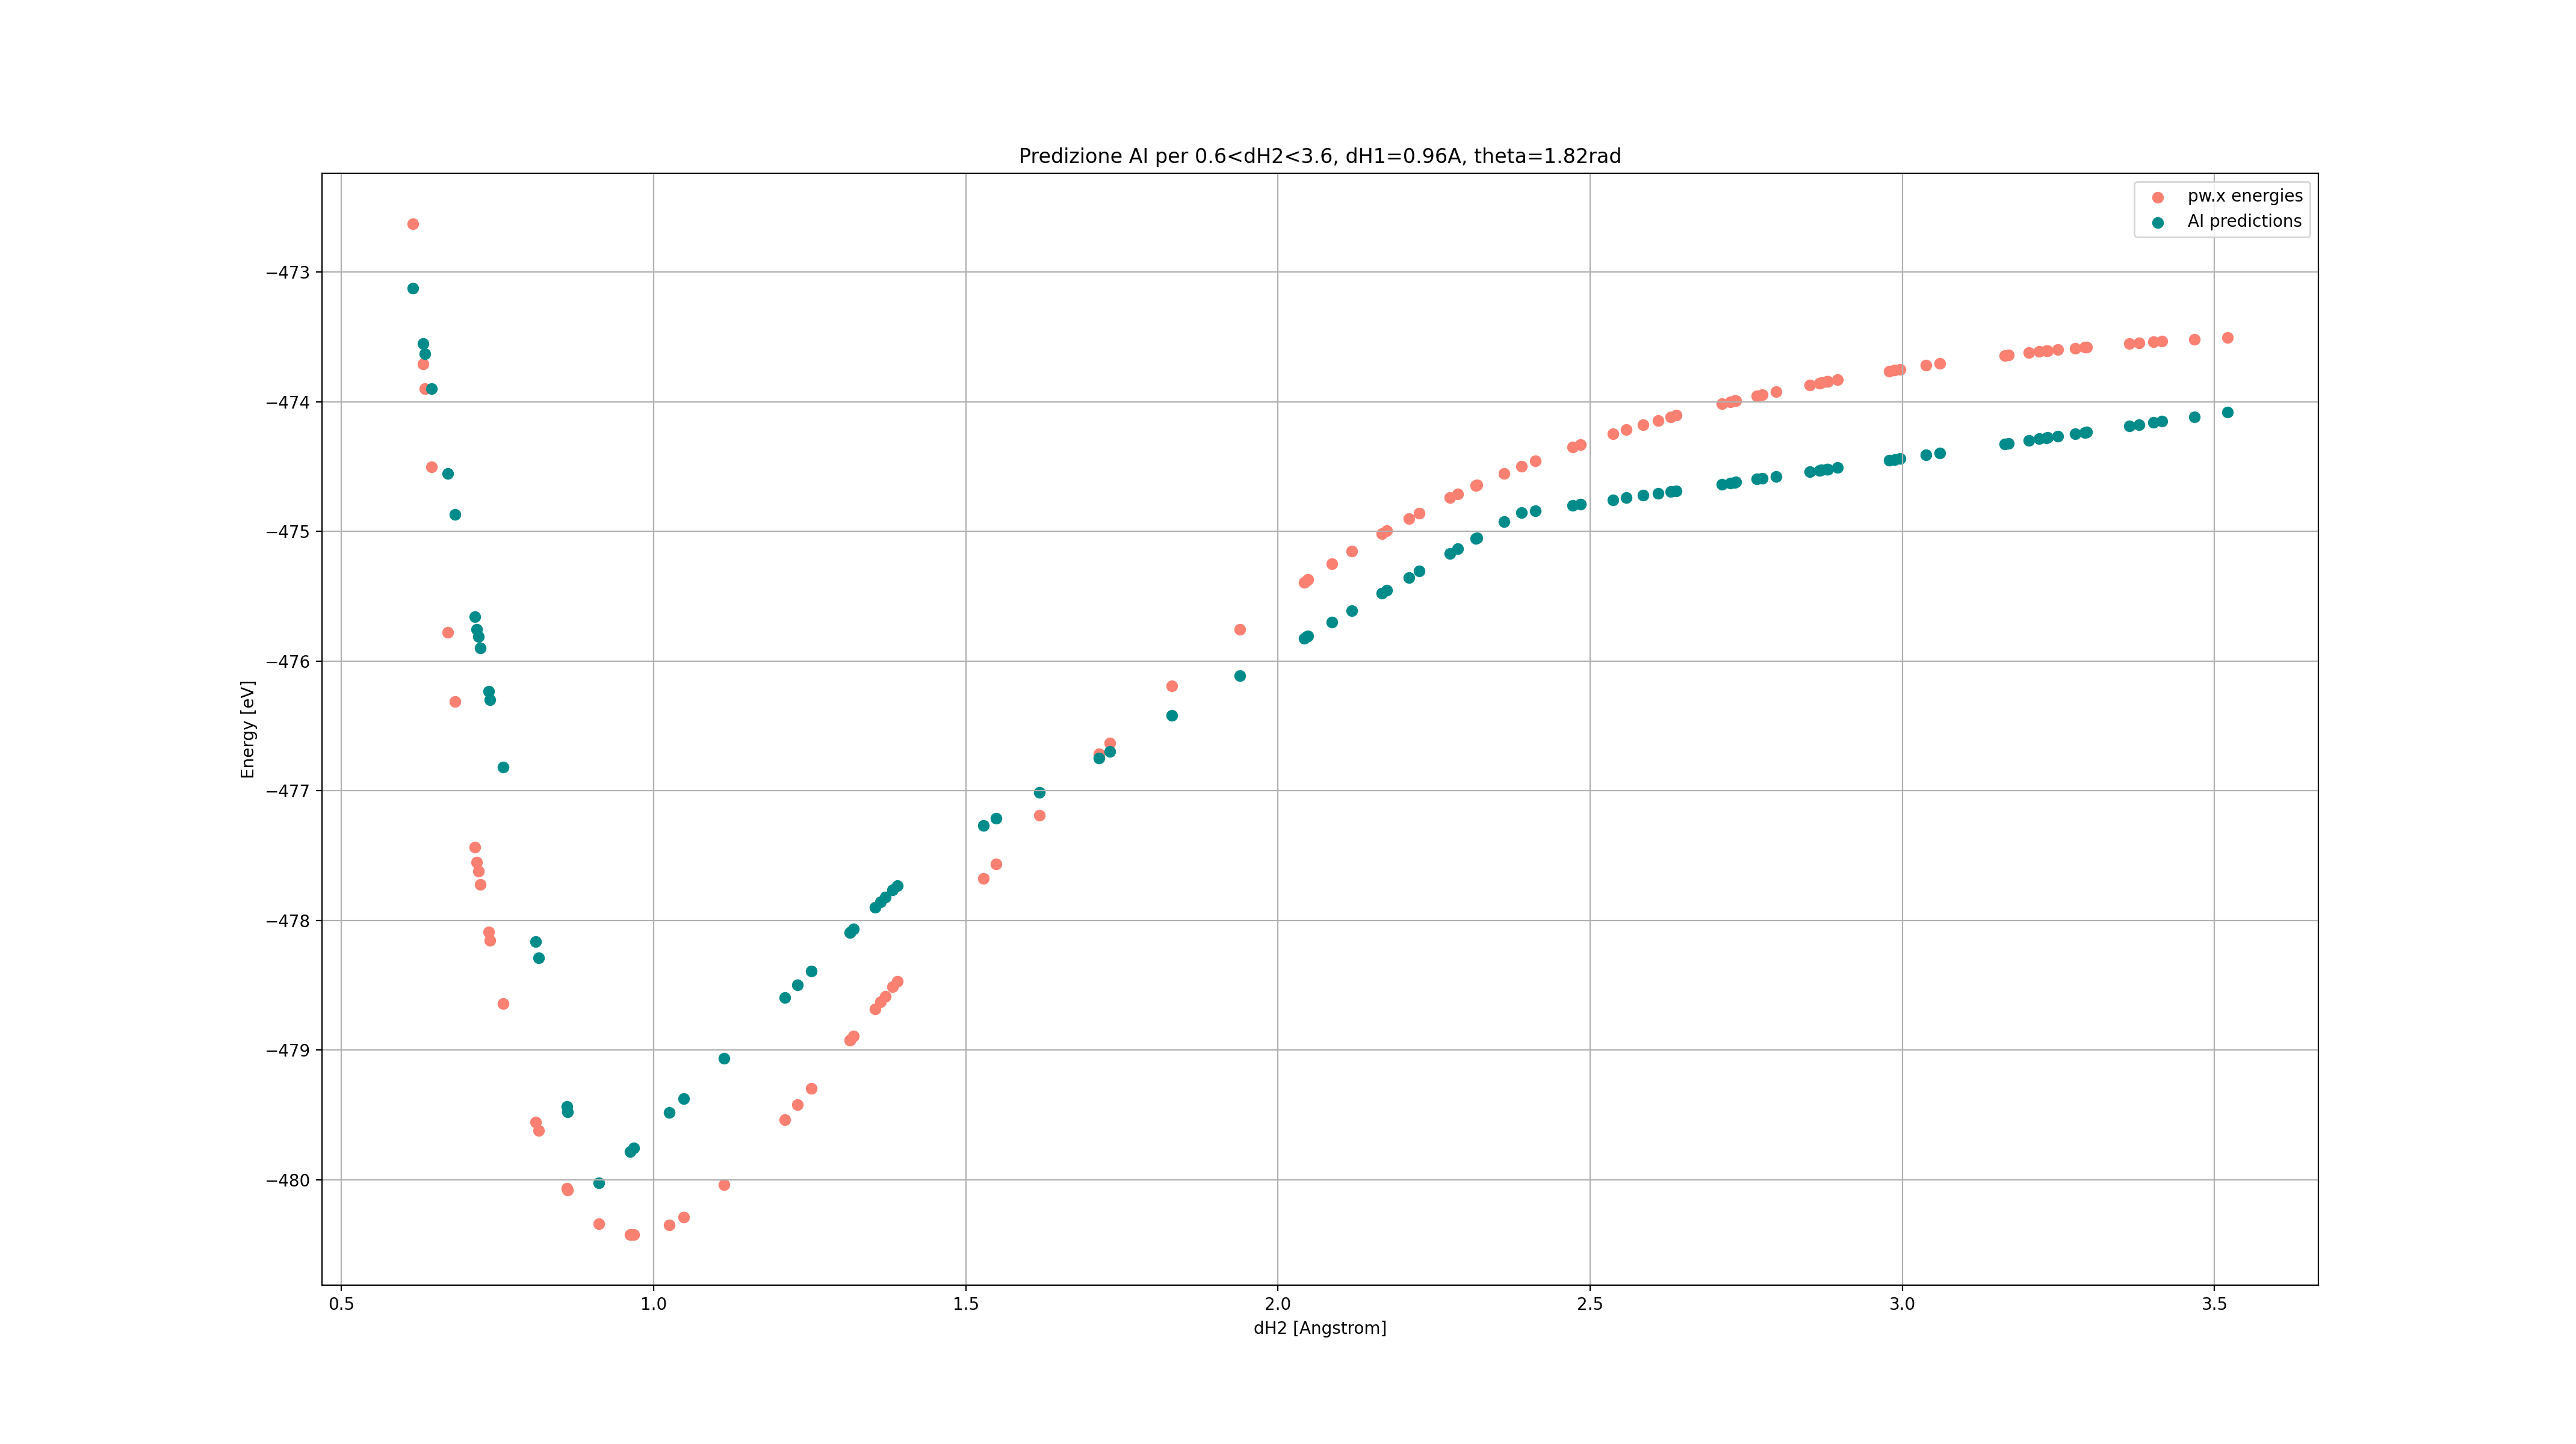 Predizione AI per 0.6<dH2<3.6, dH1=0.96A, theta=1.82rad
pw.x energies
AI predictions
−473
−474
−475
−476
−477
−478
−479
−480
Energy [eV]
0.5 1.0 1.5 2.0 2.5 3.0 3.5
dH2 [Angstrom]